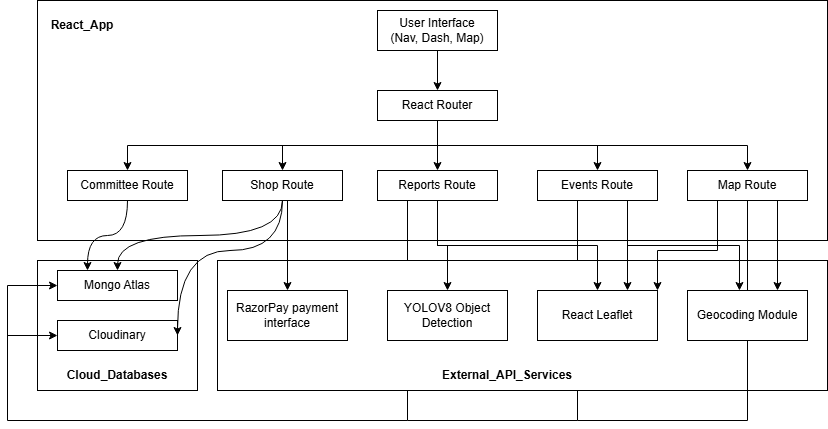 React_App
User Interface
(Nav, Dash, Map)
React Router
Committee Route
Shop Route
Reports Route
Events Route
Map Route
Mongo Atlas
Cloudinary
Cloud_Databases
RazorPay payment
interface
YOLOV8 Object
Detection
React Leaflet
Geocoding Module
External_API_Services